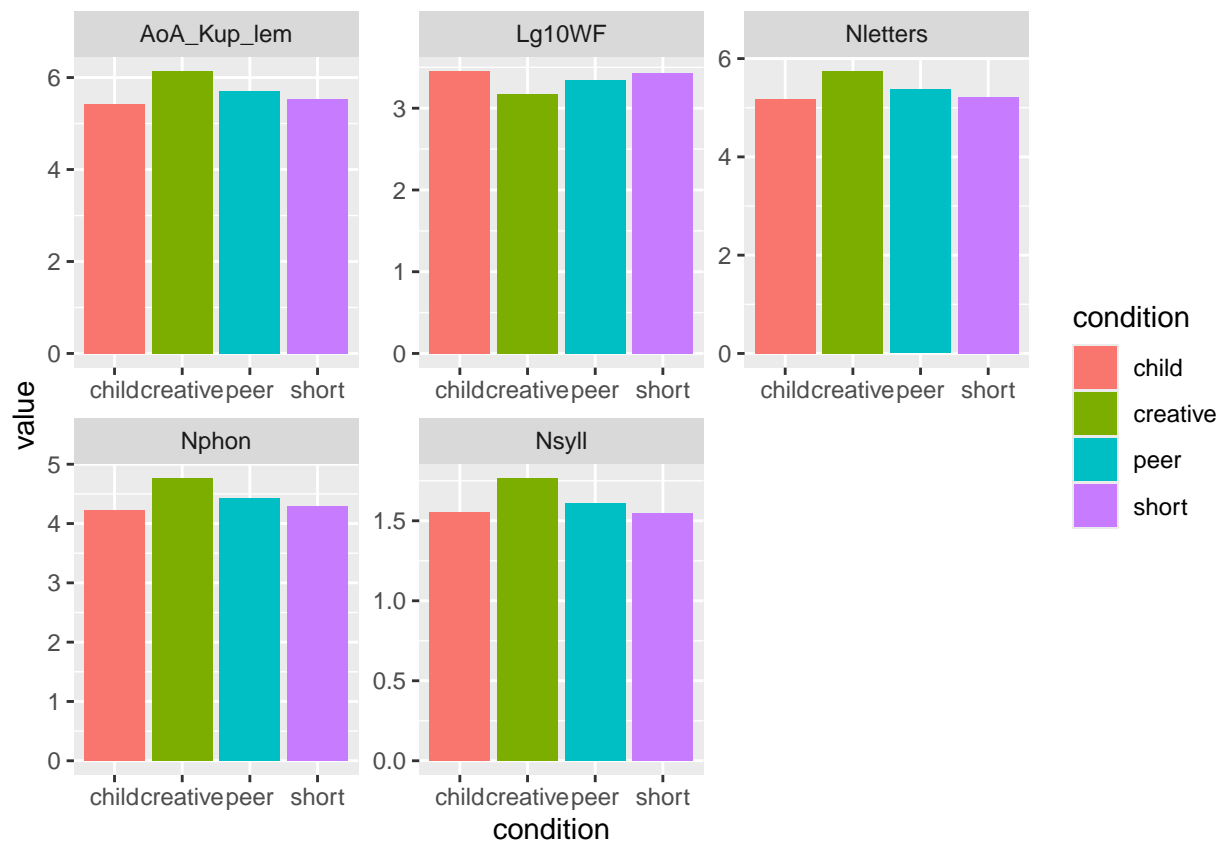 AoA_Kup_lem Lg10WF Nletters
6
4
2
0
3
2
1
0
6
4
2
0
child creative peer short child creative peer short child creative peer short
value
Nphon Nsyll
5
4
3
2
1
0
1.5
1.0
0.5
0.0
child creative peer short child creative peer short
condition
condition
child
creative
peer
short